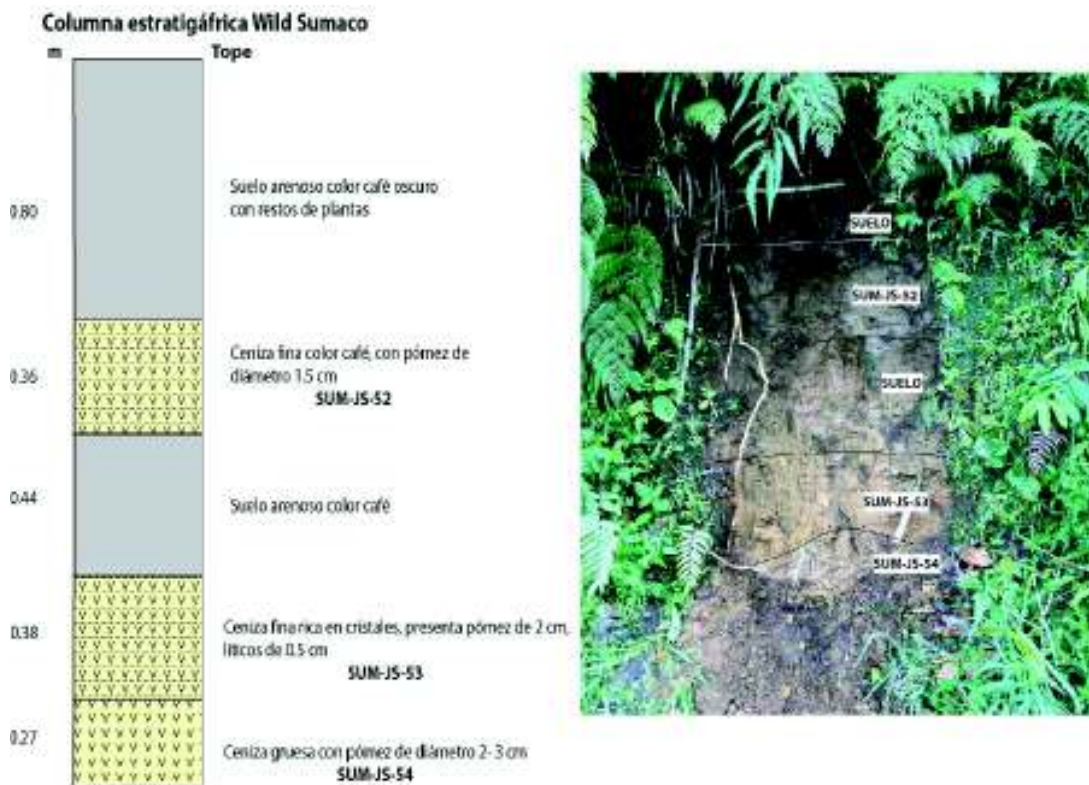 Columna estratigáfrica Wild Sumaco
m
Tope
0.80
Suelo arenoso color café oscuro
con restos de plantas
0.36
Ceniza fina color café, con pómez de
diámetro 1.5 cm
SUM-JS-52
0.44
Suelo arenoso color café
0.38
Ceniza fina rica en cristales, presenta pómez de 2 cm,
líticos de 0.5 cm
SUM-JS-53
0.27
Ceniza gruesa con pómez de diámetro 2- 3 cm
SUM-JS-54
SUELO
SUM-JS-52
SUELO
SUM-JS-53
SUM-JS-54